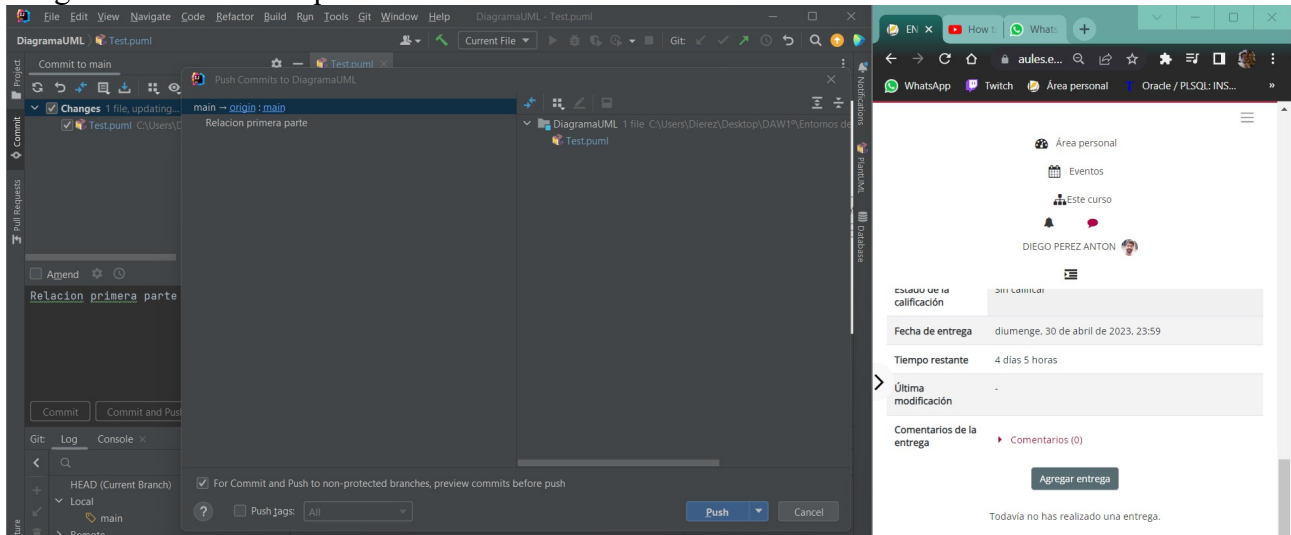 File Edit View Navigate Code Refactor Build Run Tools Git Window Help DiagramaUML - Test.puml
DiagramaUML Test.puml Current File Git:
Project
Commit
Pull Requests
Commit to main
Changes 1 file, updating...
Test.puml C:\Users\D
Amend
Relacion primera parte
Commit Commit and Pus
Git: Log Console
HEAD (Current Branch)
Local
main
Test.puml
Push Commits to DiagramaUML
main → origin : main
Relacion primera parte
DiagramaUML 1 file C:\Users\Dierez\Desktop\DAW1º\Entornos de
Test.puml
For Commit and Push to non-protected branches, preview commits before push
? Push tags: All Push Cancel
Notifications
PlantUML
Database
EN How t Whats
aules.e...
WhatsApp Twitch Área personal Oracle / PLSQL: INS... »
Área personal
Eventos
Este curso
DIEGO PEREZ ANTON
Estado de la calificación Sin calificar
Fecha de entrega diumenge, 30 de abril de 2023, 23:59
Tiempo restante 4 días 5 horas
Última -
modificación
Comentarios de la
entrega Comentarios (0)
Agregar entrega
Todavía no has realizado una entrega.